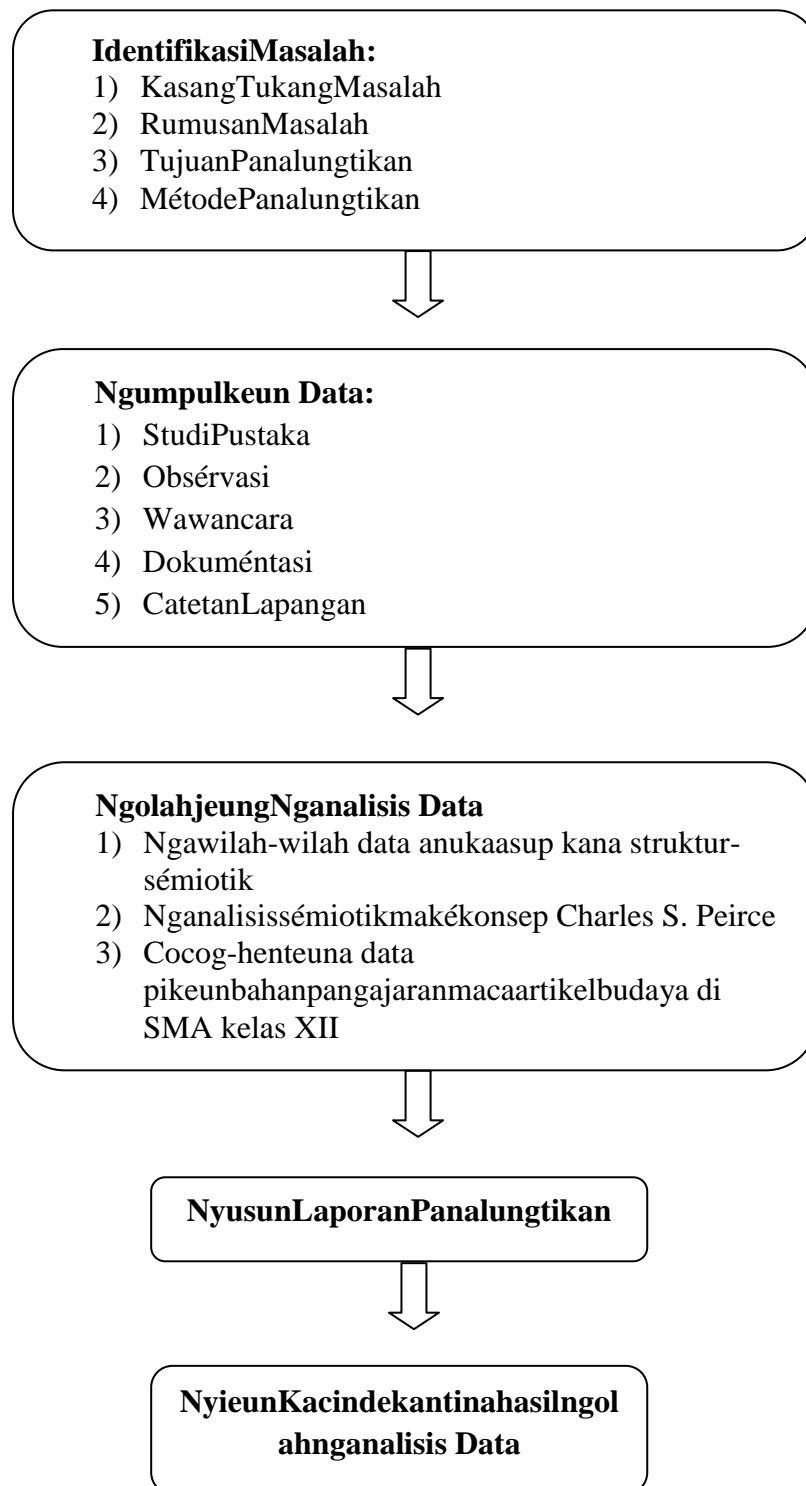 IdentifikasiMasalah:
1) KasangTukangMasalah
2) RumusanMasalah
3) TujuanPanalungtikan
4) MétodePanalungtikan
Ngumpulkeun Data:
1) StudiPustaka
2) Obsérvasi
3) Wawancara
4) Dokuméntasi
5) CatetanLapangan
NgolahjeungNganalisis Data
1) Ngawilah-wilah data anukaasup kana struktur-
sémiotik
2) Nganalisissémiotikmakékonsep Charles S. Peirce
3) Cocog-henteuna data
pikeunbahanpangajaranmacaartikelbudaya di
SMA kelas XII
NyusunLaporanPanalungtikan
NyieunKacindekantinahasilngol
ahnganalisis Data